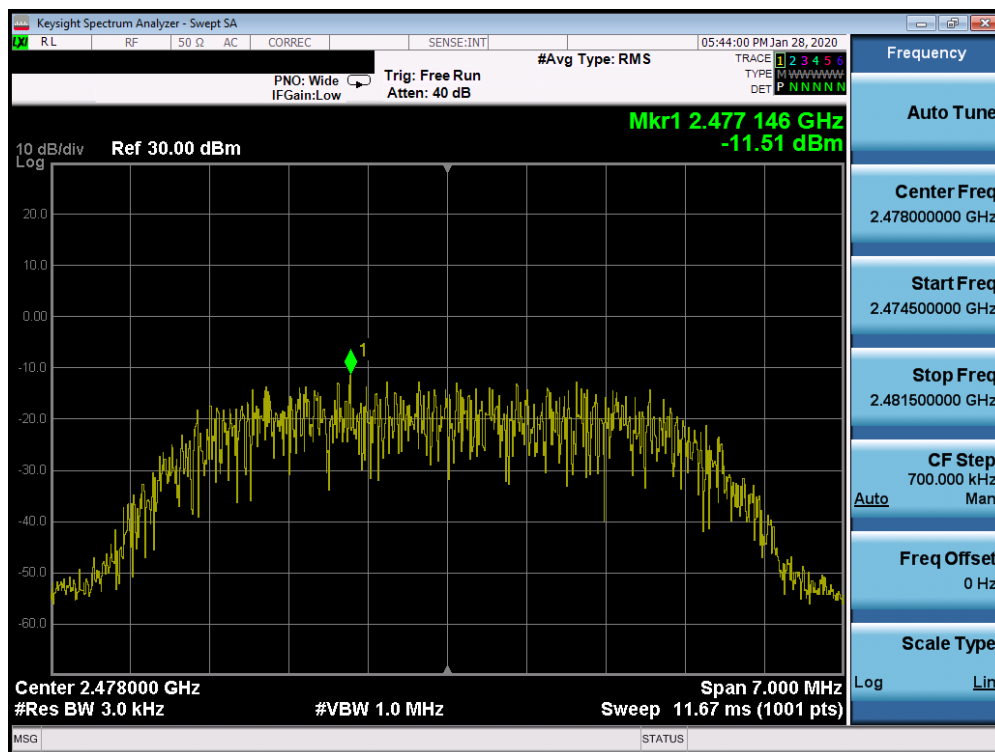 Keysight Spectrum Analyzer - Swept SA
LXI RL RF 50 Ω AC CORREC SENSE:INT 05:44:00 PM Jan 28, 2020
Frequency
#Avg Type: RMS
TRACE 1 2 3 4 5 6
TYPE M W W W W W
DET P N N N N N
PNO: Wide
IFGain:Low
Trig: Free Run
Atten: 40 dB
Mkr1 2.477 146 GHz
-11.51 dBm
10 dB/div
Log
Ref 30.00 dBm
20.0
10.0
0.00
-10.0
-20.0
-30.0
-40.0
-50.0
-60.0
1
Center 2.478000 GHz
Span 7.000 MHz
#Res BW 3.0 kHz
#VBW 1.0 MHz
Sweep 11.67 ms (1001 pts)
Auto Tune
Center Freq
2.478000000 GHz
Start Freq
2.474500000 GHz
Stop Freq
2.481500000 GHz
CF Step
700.000 kHz
Auto Man
Freq Offset
0 Hz
Scale Type
Log Lin
MSG
STATUS